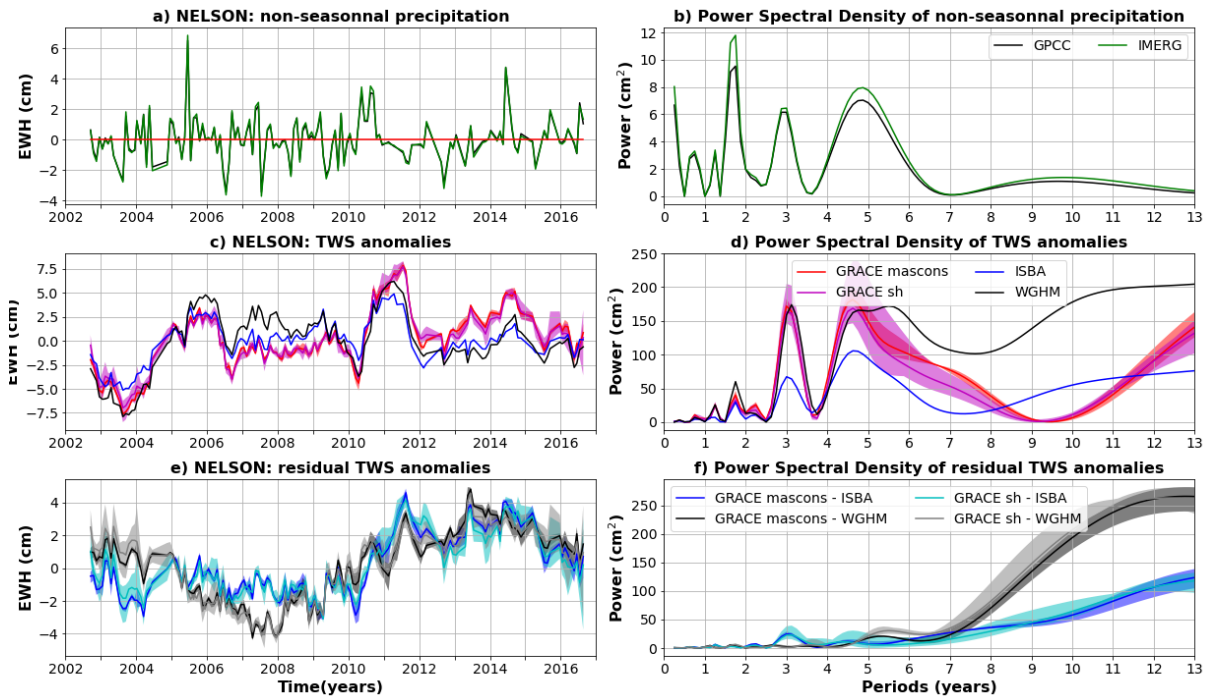 a) NELSON: non-seasonnal precipitation
EWH (cm)
6
4
2
0
−2
−4
2002 2004 2006 2008 2010 2012 2014 2016
b) Power Spectral Density of non-seasonnal precipitation
GPCC IMERG
Power (cm²)
12
10
8
6
4
2
0
0 1 2 3 4 5 6 7 8 9 10 11 12 13
c) NELSON: TWS anomalies
EWH (cm)
7.5
5.0
2.5
0.0
−2.5
−5.0
−7.5
2002 2004 2006 2008 2010 2012 2014 2016
d) Power Spectral Density of TWS anomalies
GRACE mascons ISBA
GRACE sh WGHM
Power (cm²)
250
200
150
100
50
0
0 1 2 3 4 5 6 7 8 9 10 11 12 13
e) NELSON: residual TWS anomalies
EWH (cm)
4
2
0
−2
−4
2002 2004 2006 2008 2010 2012 2014 2016
Time(years)
f) Power Spectral Density of residual TWS anomalies
GRACE mascons - ISBA GRACE sh - ISBA
GRACE mascons - WGHM GRACE sh - WGHM
Power (cm²)
250
200
150
100
50
0
0 1 2 3 4 5 6 7 8 9 10 11 12 13
Periods (years)